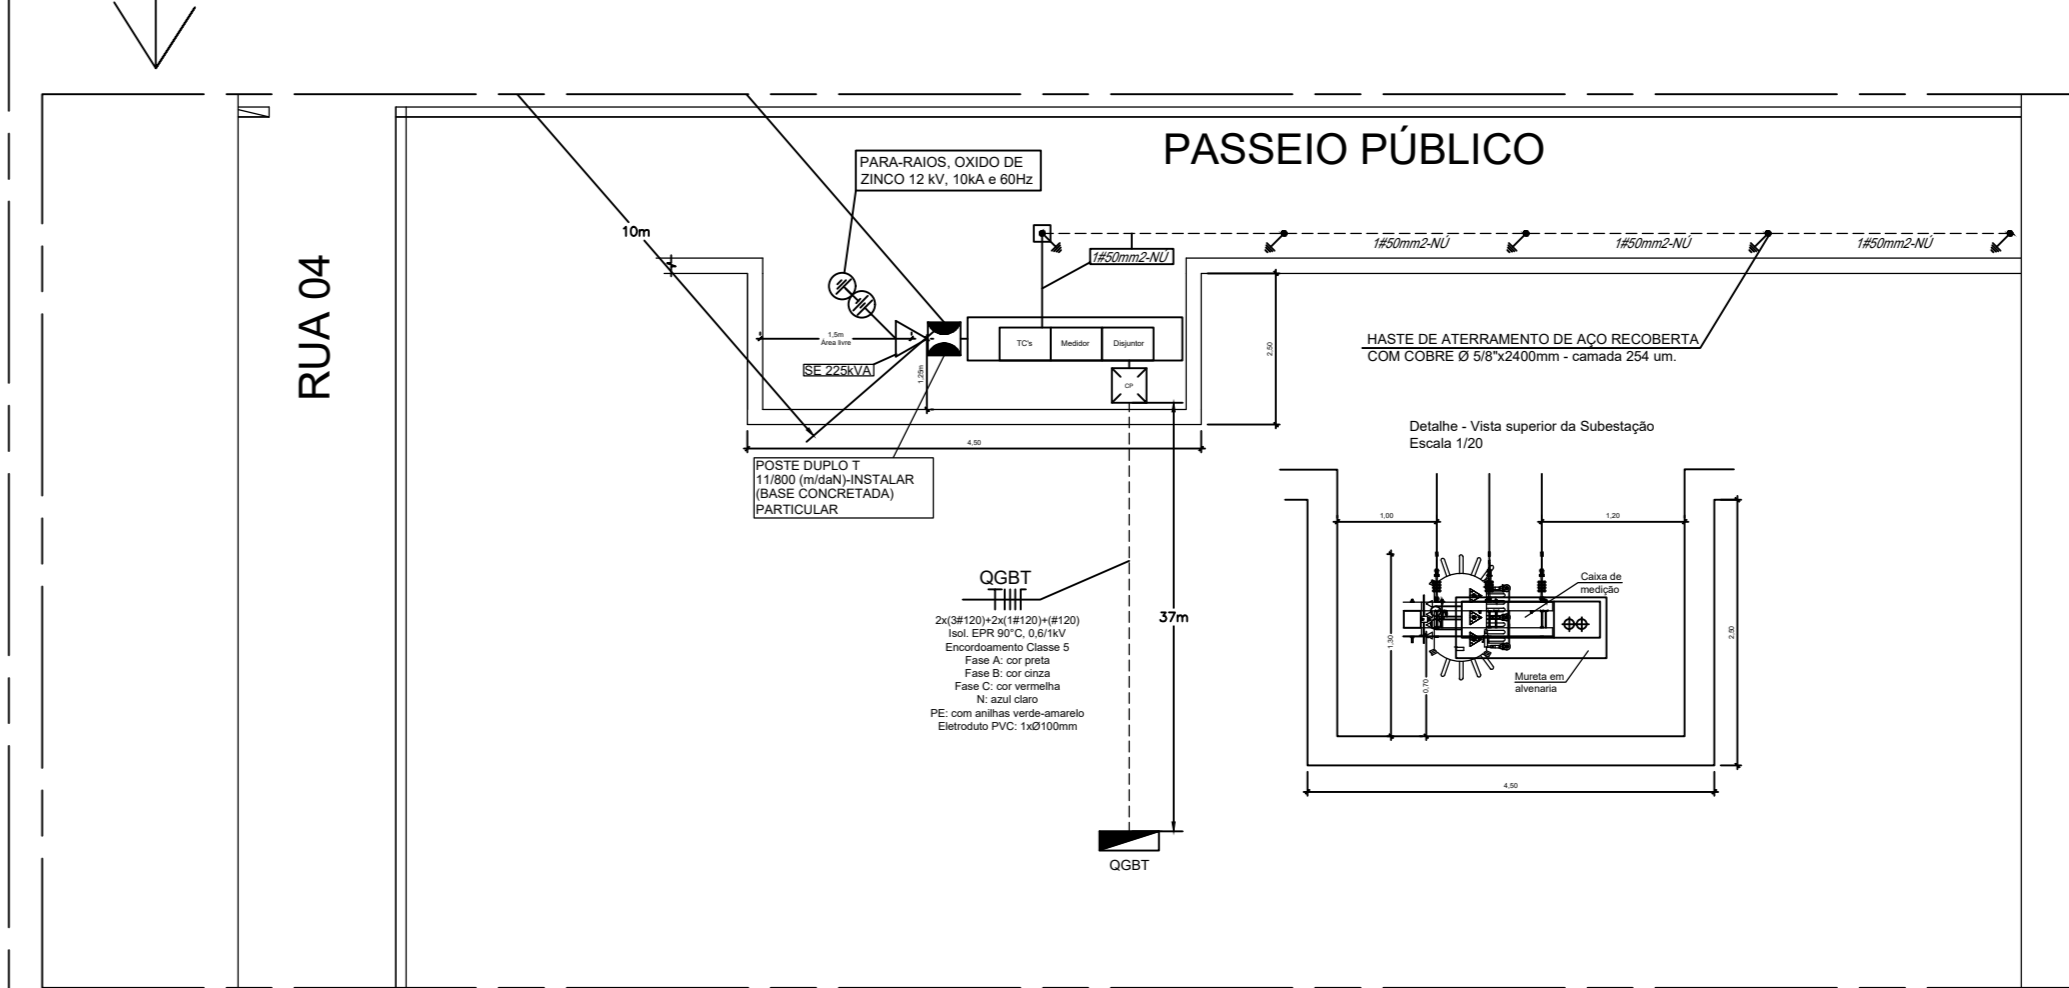 PASSEIO PÚBLICO
RUA 04
PARA-RAIOS, OXIDO DE
ZINCO 12 kV, 10kA e 60Hz
10m
1#50mm2-NÚ
1#50mm2-NÚ
1#50mm2-NÚ
1#50mm2-NÚ
1,5m
Área livre
SE 225kVA
1,25m
TC's
Medidor
Disjuntor
CP
2,50
4,50
HASTE DE ATERRAMENTO DE AÇO RECOBERTA
COM COBRE Ø 5/8"x2400mm - camada 254 um.
POSTE DUPLO T
11/800 (m/daN)-INSTALAR
(BASE CONCRETADA)
PARTICULAR
QGBT
2x(3#120)+2x(1#120)+(#120)
Isol. EPR 90°C, 0,6/1kV
Encordoamento Classe 5
Fase A: cor preta
Fase B: cor cinza
Fase C: cor vermelha
N: azul claro
PE: com anilhas verde-amarelo
Eletroduto PVC: 1xØ100mm
37m
QGBT
Detalhe - Vista superior da Subestação
Escala 1/20
1,00
1,20
Caixa de
medição
1,30
0,70
Mureta em
alvenaria
2,50
4,50